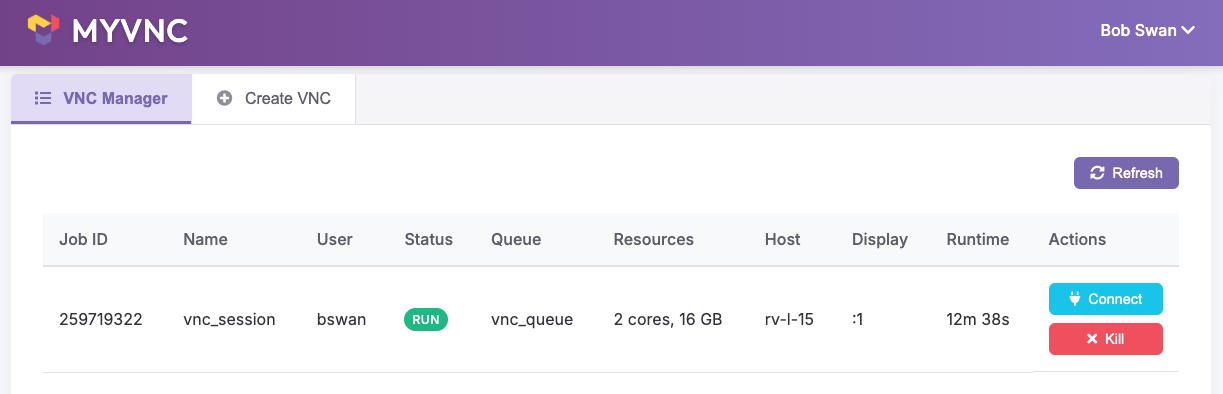 MYVNC
Bob Swan
VNC Manager
Create VNC
Refresh
Job ID Name User Status Queue Resources Host Display Runtime Actions
259719322 vnc_session bswan RUN vnc_queue 2 cores, 16 GB rv-l-15 :1 12m 38s Connect
Kill